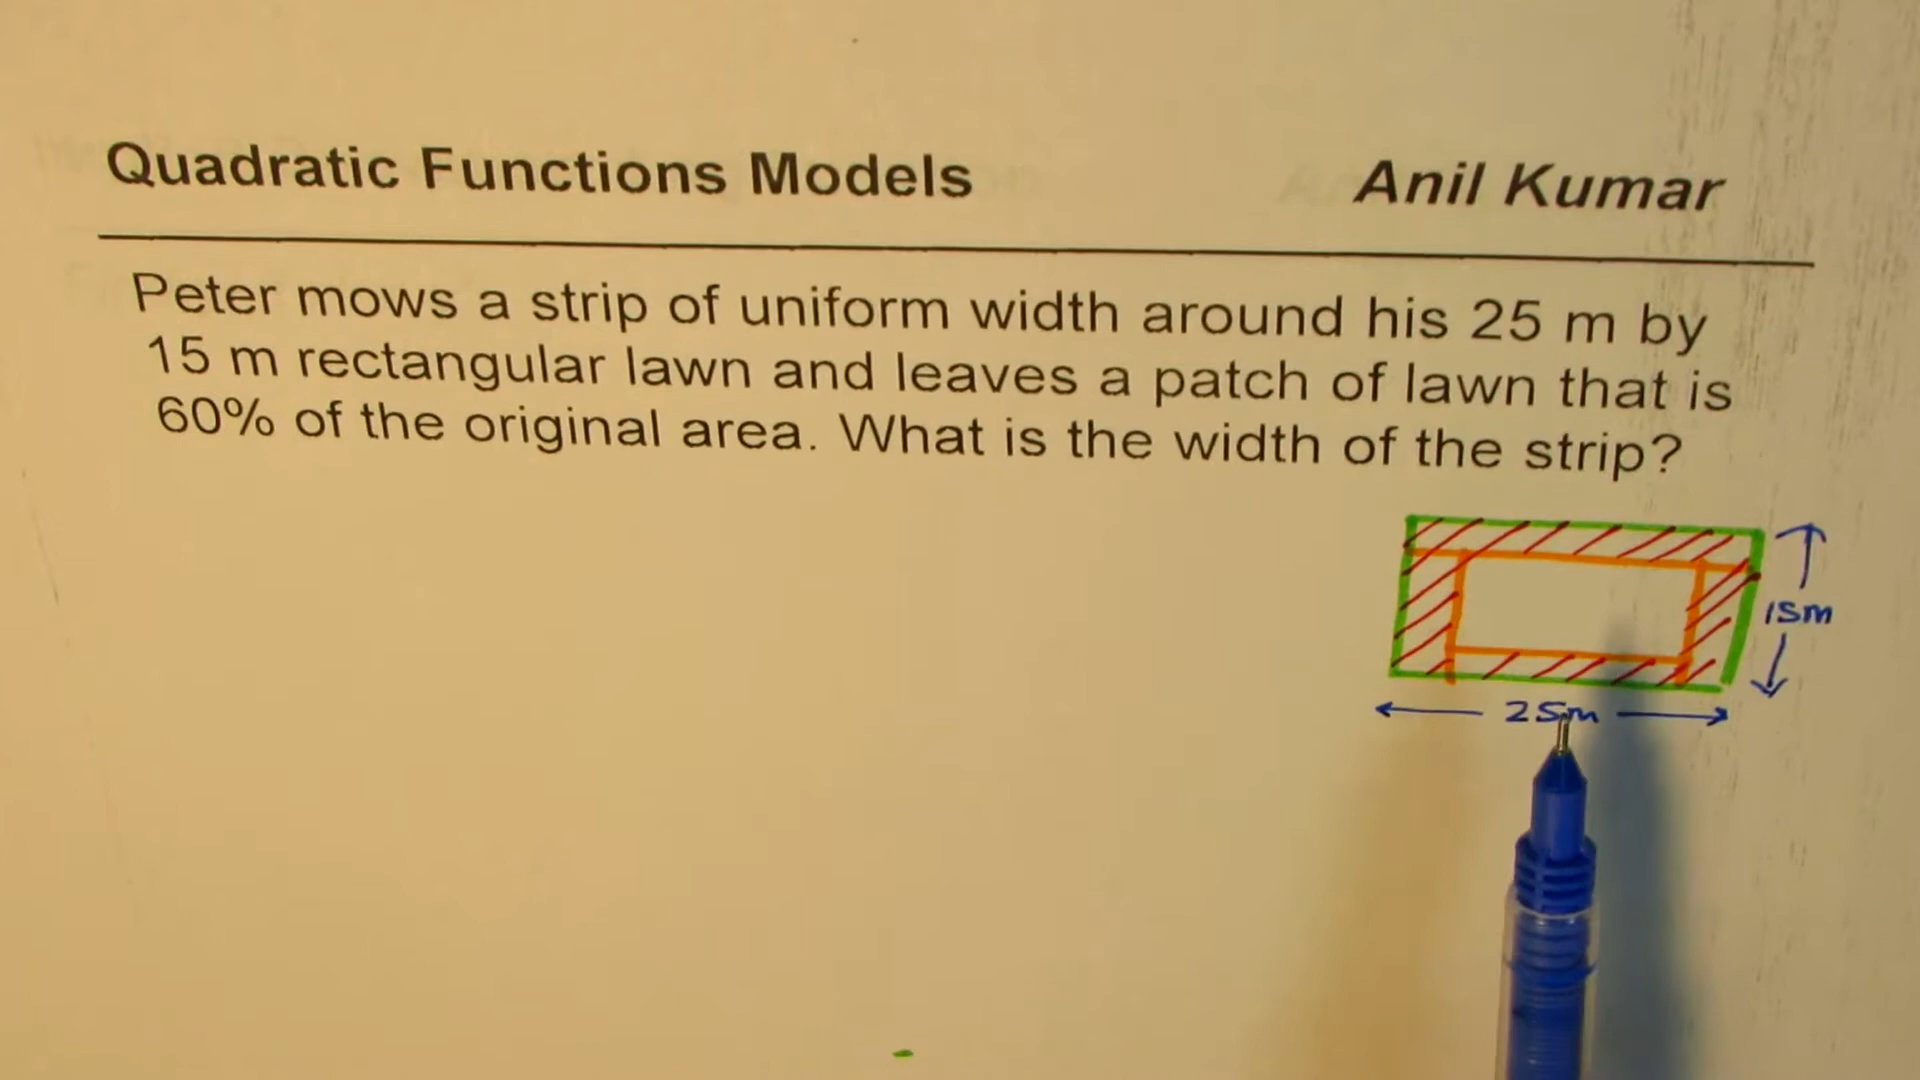 Quadratic Functions Models Anil Kumar
Peter mows a strip of uniform width around his 25 m by
15 m rectangular lawn and leaves a patch of lawn that is
60% of the original area. What is the width of the strip?
15m
25m